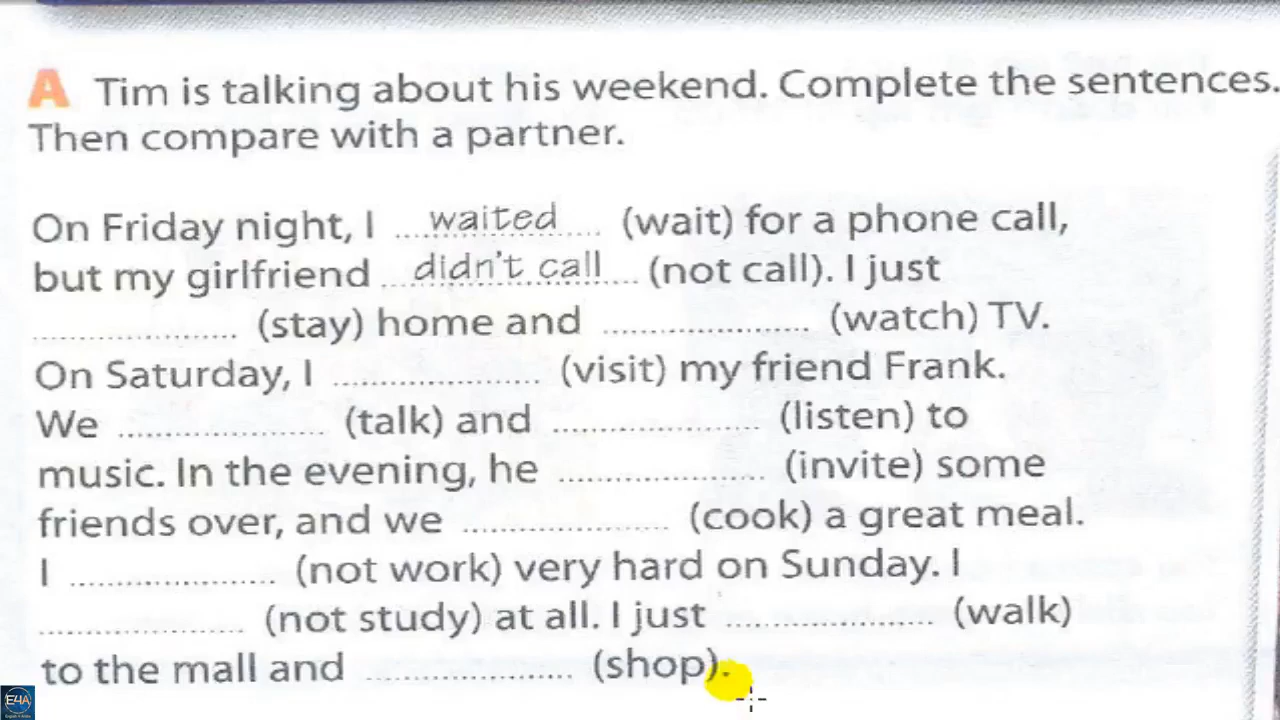 A Tim is talking about his weekend. Complete the sentences.
Then compare with a partner.
On Friday night, I ...waited... (wait) for a phone call,
but my girlfriend ...didn't call... (not call). I just
.................... (stay) home and .................... (watch) TV.
On Saturday, I .................... (visit) my friend Frank.
We .................... (talk) and .................... (listen) to
music. In the evening, he .................... (invite) some
friends over, and we .................... (cook) a great meal.
I .................... (not work) very hard on Sunday. I
.................... (not study) at all. I just .................... (walk)
to the mall and .................... (shop).
E4A